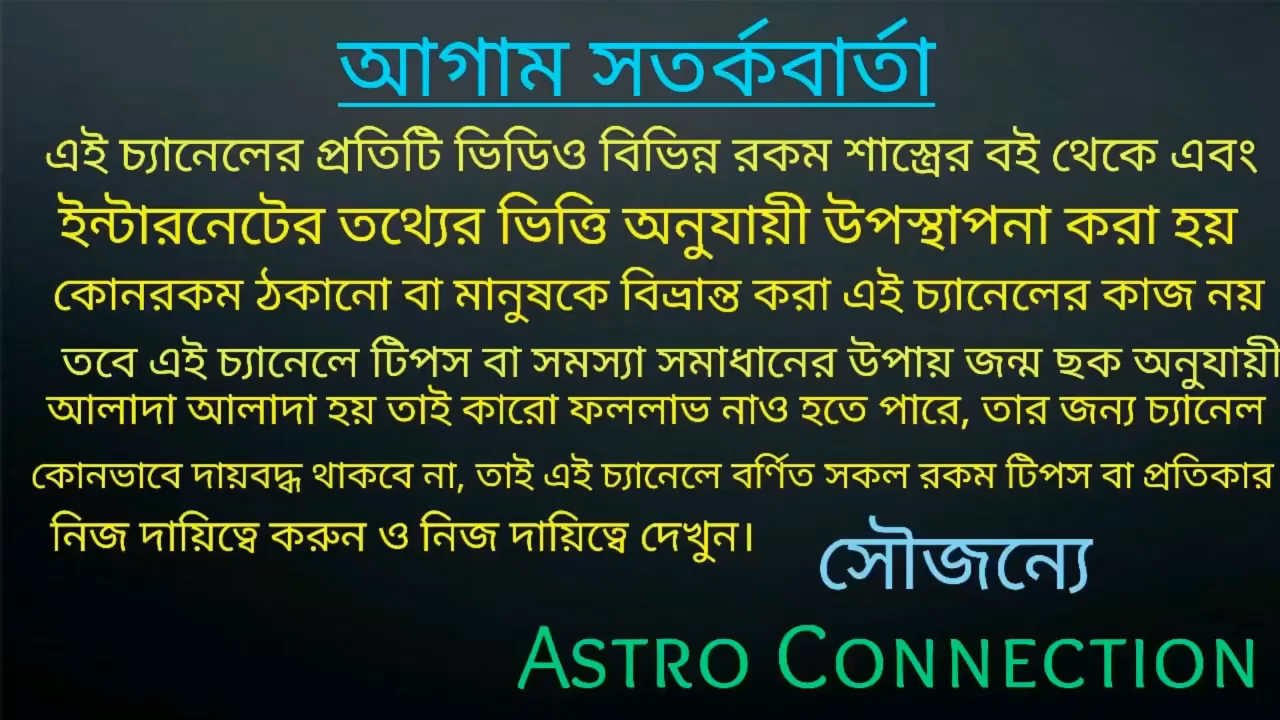 আগাম সতর্কবার্তা
এই চ্যানেলের প্রতিটি ভিডিও বিভিন্ন রকম শাস্ত্রের বই থেকে এবং
ইন্টারনেটের তথ্যের ভিত্তি অনুযায়ী উপস্থাপনা করা হয়
কোনরকম ঠকানো বা মানুষকে বিভ্রান্ত করা এই চ্যানেলের কাজ নয়
তবে এই চ্যানেলে টিপস বা সমস্যা সমাধানের উপায় জন্ম ছক অনুযায়ী
আলাদা আলাদা হয় তাই কারো ফললাভ নাও হতে পারে, তার জন্য চ্যানেল
কোনভাবে দায়বদ্ধ থাকবে না, তাই এই চ্যানেলে বর্ণিত সকল রকম টিপস বা প্রতিকার
নিজ দায়িত্বে করুন ও নিজ দায়িত্বে দেখুন।
সৌজন্যে
ASTRO CONNECTION